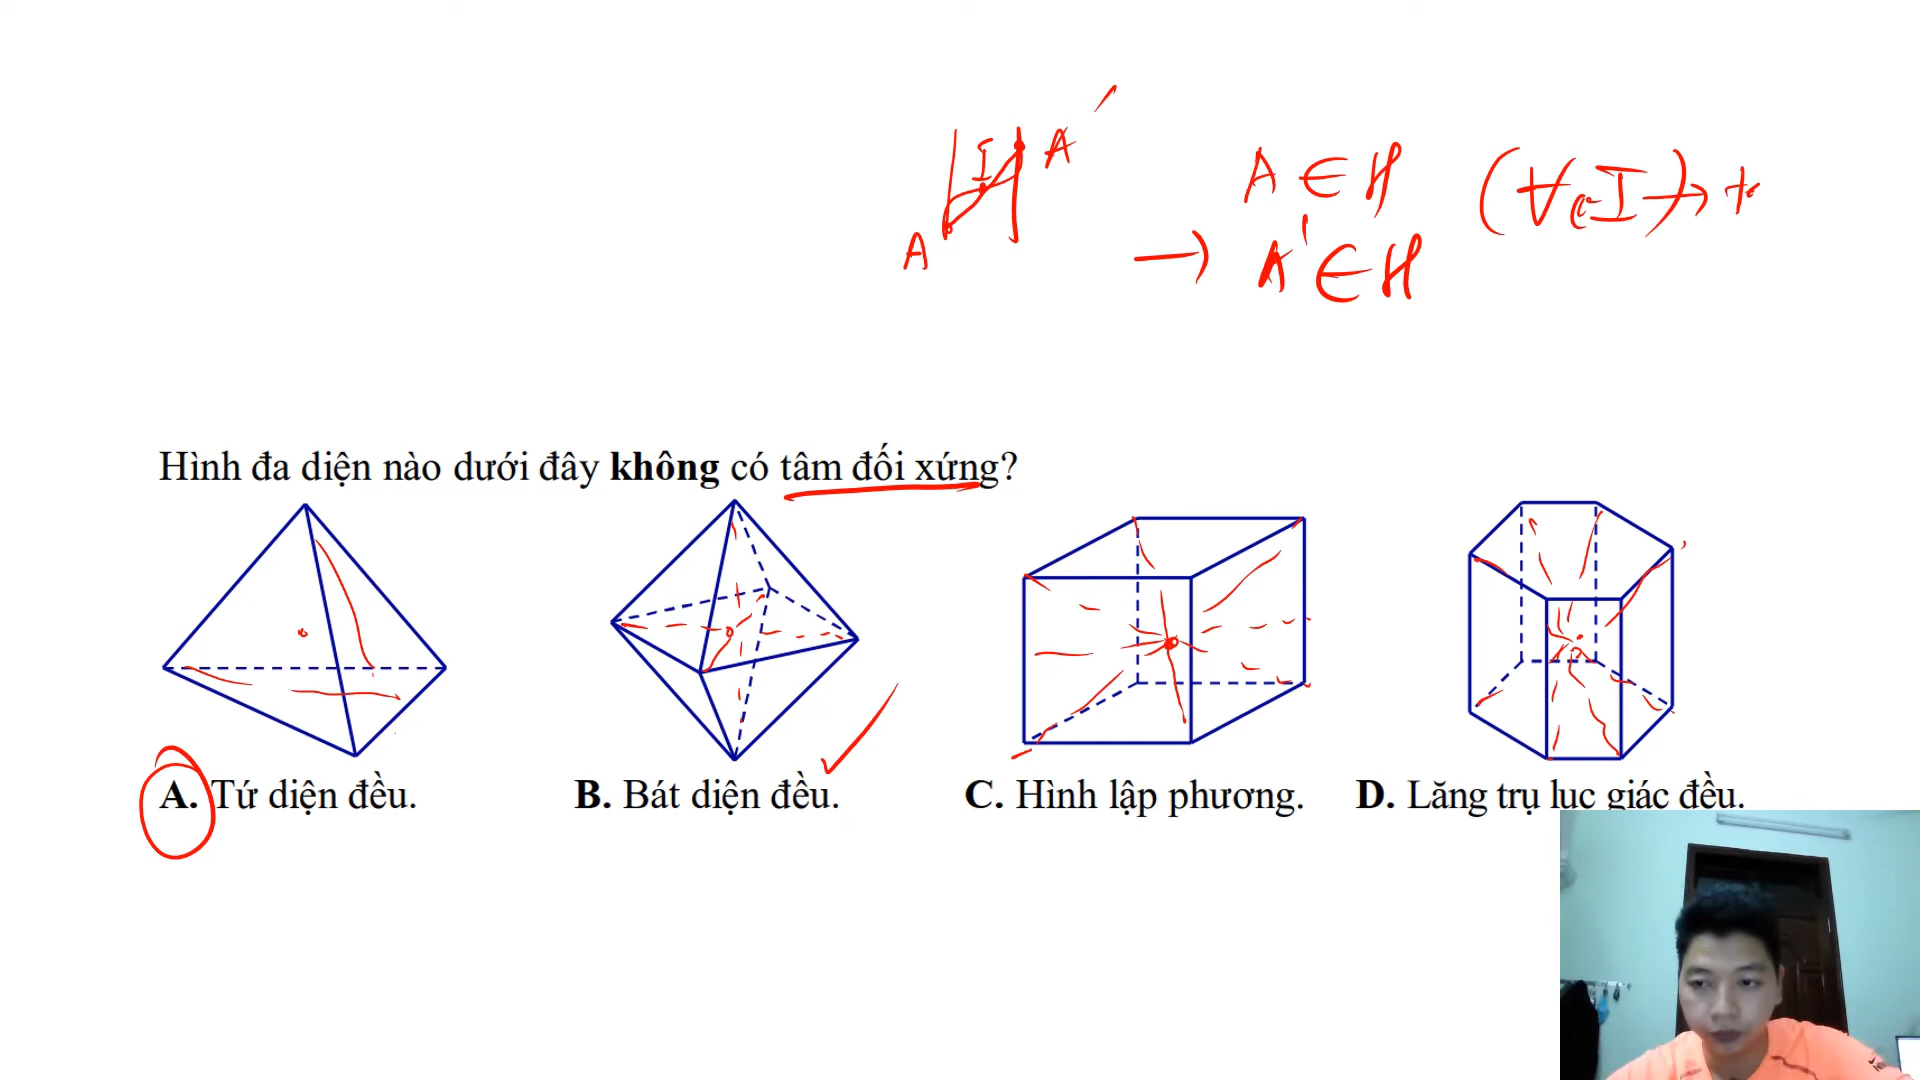 A'
I
A
A ∈ H
→ A' ∈ H
Hình đa diện nào dưới đây không có tâm đối xứng?
A. Tứ diện đều.
B. Bát diện đều.
C. Hình lập phương.
D. Lăng trụ lục giác đều.